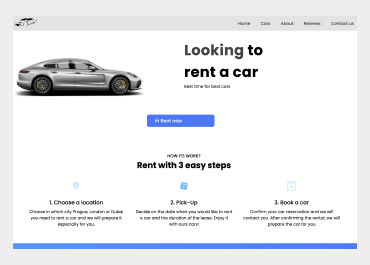 Home Cars About Reviews Contact us
Looking to
rent a car
Best time for best cars
Rent now
HOW ITS WORK?
Rent with 3 easy steps
1. Choose a location
Choose in which city Prague, London or Dubai
you need to rent a car and we will prepare it
especially for you.
2. Pick-Up
Decide on the date when you would like to rent
a car and the duration of the lease. Enjoy it
with ours cars!
3. Book a car
Confirm your car reservation and we will
contact you. After confirming the rental, we will
prepare the car for you